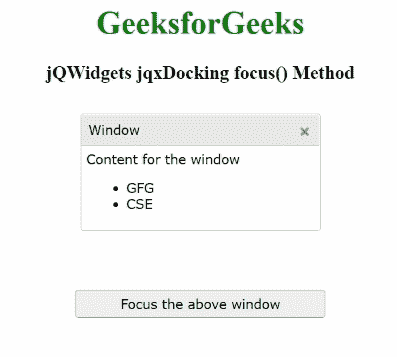 GeeksforGeeks
jQWidgets jqxDocking focus() Method
Window
Content for the window
GFG
CSE
Focus the above window